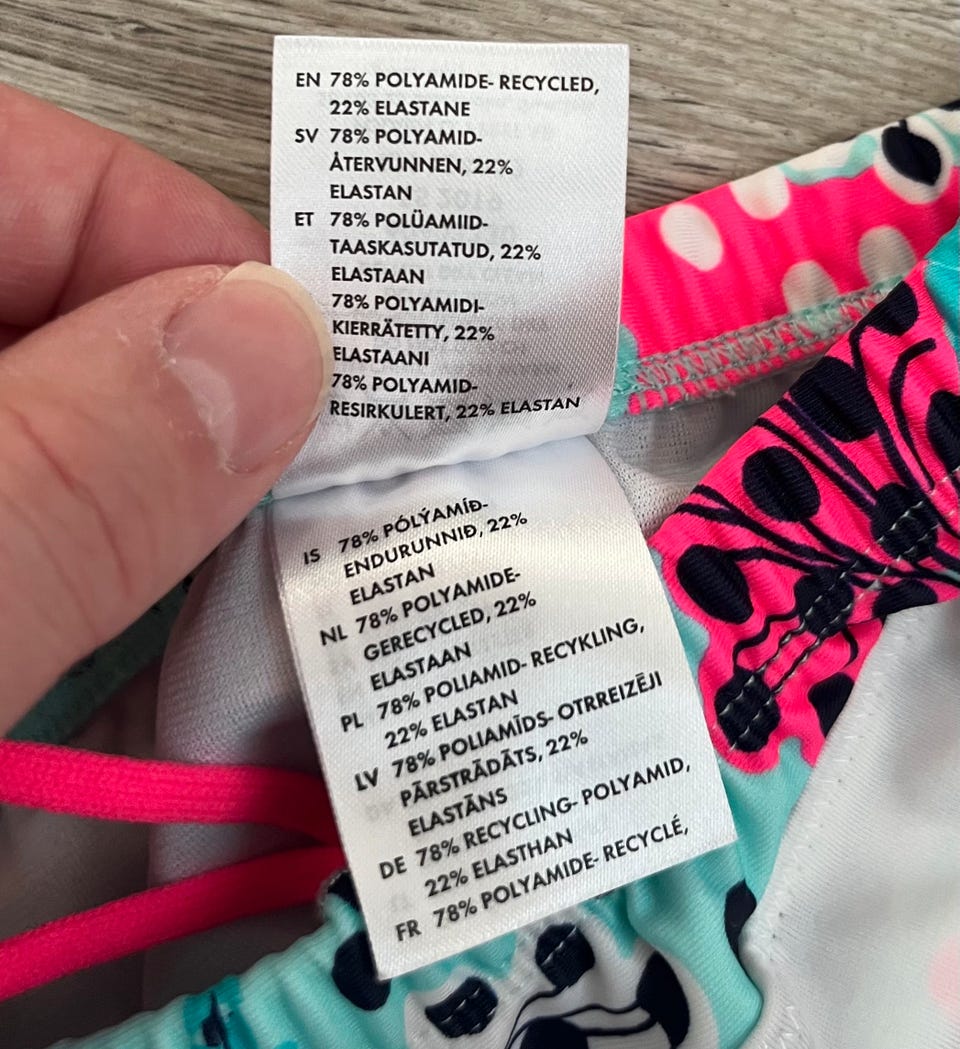 EN 78% POLYAMIDE- RECYCLED,
22% ELASTANE
SV 78% POLYAMID-
ÅTERVUNNEN, 22%
ELASTAN
ET 78% POLÜAMIID-
TAASKASUTATUD, 22%
ELASTAAN
78% POLYAMIDI-
KIERRÄTETTY, 22%
ELASTAANI
78% POLYAMID-
RESIRKULERT, 22% ELASTAN
IS 78% PÓLÝAMÍÐ-
ENDURUNNIÐ, 22%
ELASTAN
NL 78% POLYAMIDE-
GERECYCLED, 22%
ELASTAAN
PL 78% POLIAMID- RECYKLING,
22% ELASTAN
LV 78% POLIAMĪDS- OTRREIZĒJI
PĀRSTRĀDĀTS, 22%
ELASTĀNS
DE 78% RECYCLING- POLYAMID,
22% ELASTHAN
FR 78% POLYAMIDE- RECYCLÉ,